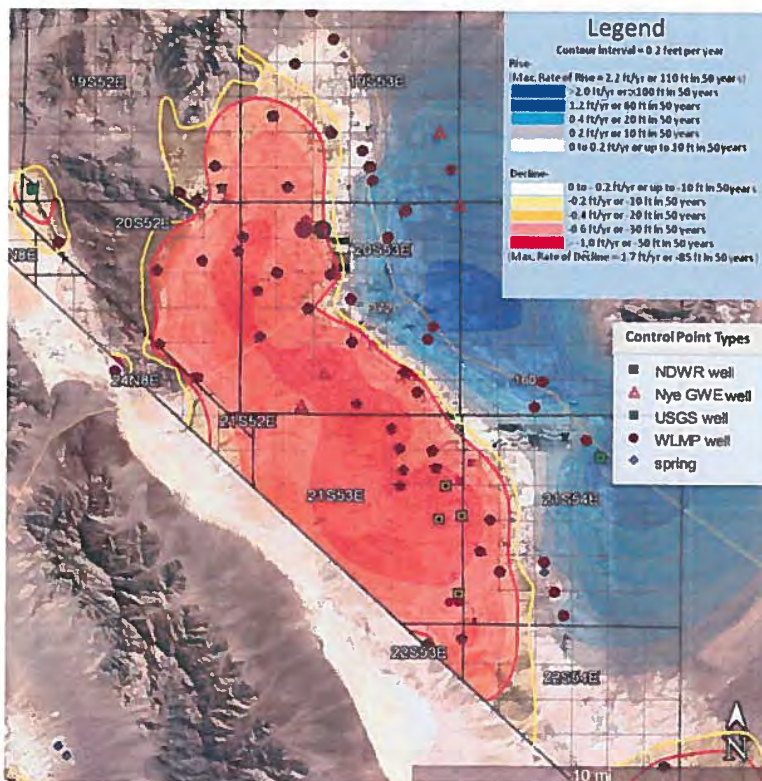 Legend
Contour Interval = 0.2 feet per year
Rise-
(Max. Rate of Rise = 2.2 ft/yr or 110 ft in 50 years)
>2.0 ft/yr or >100 ft in 50 years
1.2 ft/yr or 60 ft in 50 years
0.4 ft/yr or 20 ft in 50 years
0.2 ft/yr or 10 ft in 50 years
0 to 0.2 ft/yr or up to 10 ft in 50 years
Decline-
0 to -0.2 ft/yr or up to -10 ft in 50 years
-0.2 ft/yr or -10 ft in 50 years
-0.4 ft/yr or -20 ft in 50 years
-0.6 ft/yr or -30 ft in 50 years
>-1.0 ft/yr or -50 ft in 50 years
(Max. Rate of Decline = 1.7 ft/yr or -85 ft in 50 years)
Control Point Types
NDWR well
Nye GWE well
USGS well
WLMP well
spring
19S52E
19S53E
20S52E
20S53E
N8E
372
24N8E
160
21S52E
21S53E
21S54E
22S53E
22S54E
N
10 mi